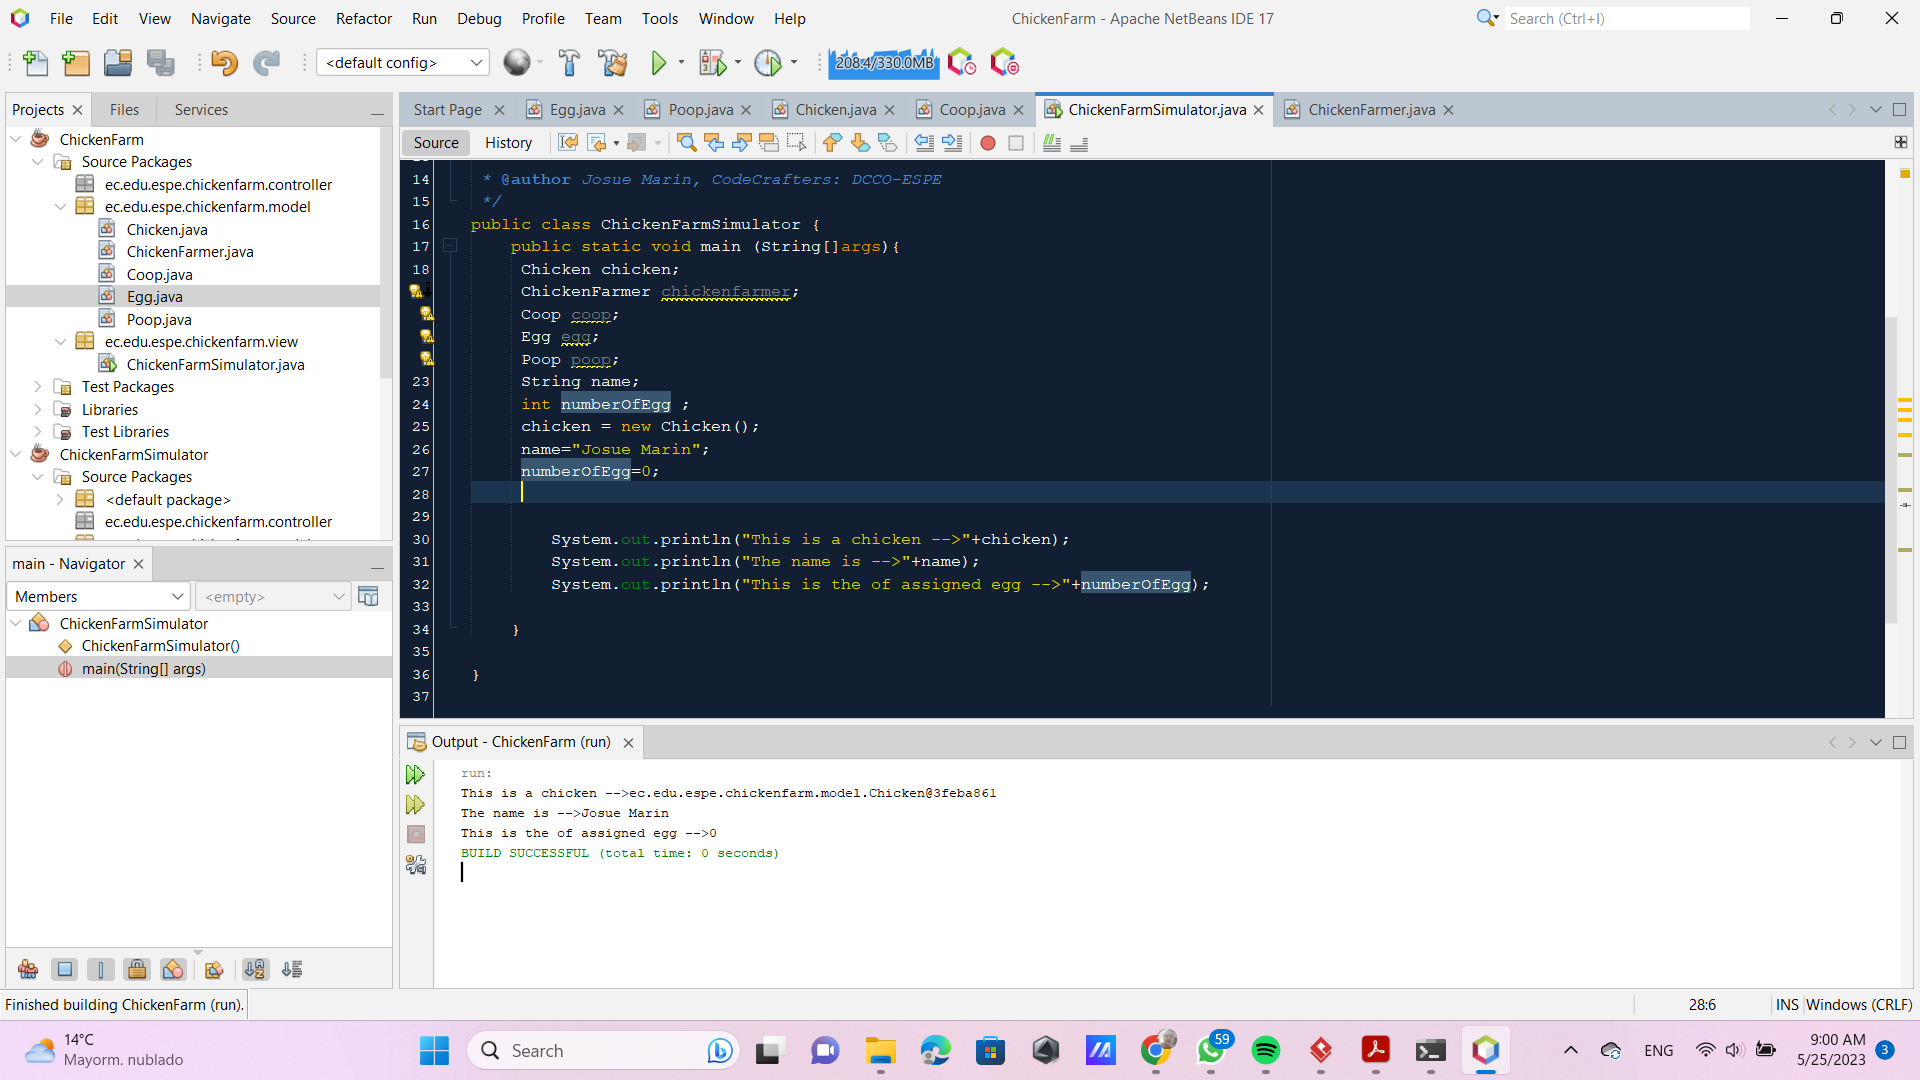 File Edit View Navigate Source Refactor Run Debug Profile Team Tools Window Help
ChickenFarm - Apache NetBeans IDE 17
Search (Ctrl+I)
<default config>
208.4/330.0MB
Projects Files Services
ChickenFarm
Source Packages
ec.edu.espe.chickenfarm.controller
ec.edu.espe.chickenfarm.model
Chicken.java
ChickenFarmer.java
Coop.java
Egg.java
Poop.java
ec.edu.espe.chickenfarm.view
ChickenFarmSimulator.java
Test Packages
Libraries
Test Libraries
ChickenFarmSimulator
Source Packages
<default package>
ec.edu.espe.chickenfarm.controller
main - Navigator
Members
<empty>
ChickenFarmSimulator
ChickenFarmSimulator()
main(String[] args)
Start Page Egg.java Poop.java Chicken.java Coop.java ChickenFarmSimulator.java ChickenFarmer.java
Source History
14 * @author Josue Marin, CodeCrafters: DCCO-ESPE
15 */
16 public class ChickenFarmSimulator {
17 public static void main (String[]args){
18 Chicken chicken;
ChickenFarmer chickenfarmer;
Coop coop;
Egg egg;
Poop poop;
23 String name;
24 int numberOfEgg ;
25 chicken = new Chicken();
26 name="Josue Marin";
27 numberOfEgg=0;
28
29
30 System.out.println("This is a chicken -->"+chicken);
31 System.out.println("The name is -->"+name);
32 System.out.println("This is the of assigned egg -->"+numberOfEgg);
33
34 }
35
36 }
37
Output - ChickenFarm (run)
run:
This is a chicken -->ec.edu.espe.chickenfarm.model.Chicken@3feba861
The name is -->Josue Marin
This is the of assigned egg -->0
BUILD SUCCESSFUL (total time: 0 seconds)
Finished building ChickenFarm (run).
28:6
INS
Windows (CRLF)
14°C
Mayorm. nublado
Search
59
ENG
9:00 AM
5/25/2023
3